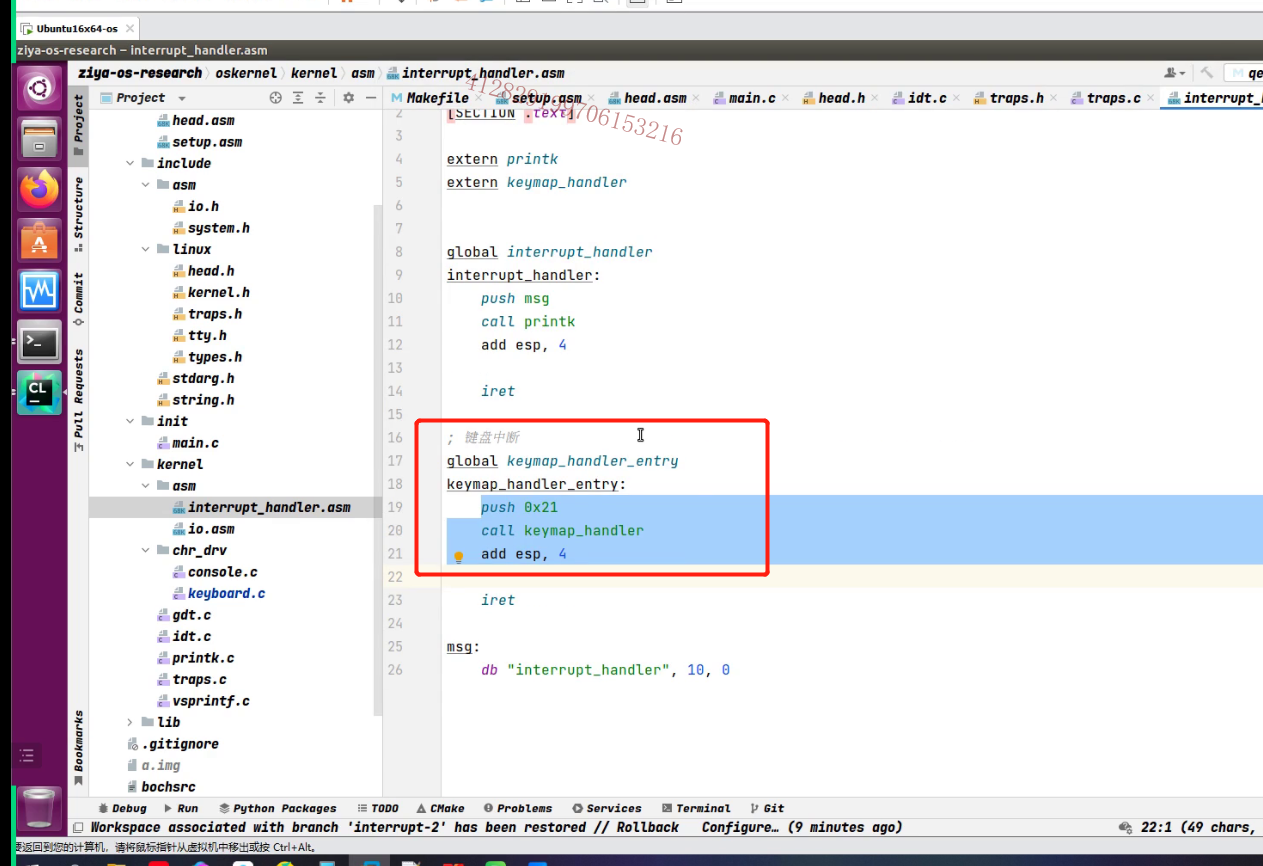 Ubuntu16x64-os
ziya-os-research – interrupt_handler.asm
ziya-os-research oskernel kernel asm interrupt_handler.asm
Project
Makefile setup.asm head.asm main.c head.h idt.c traps.h traps.c interrupt_
412829199706153216
Project
Structure
Commit
Pull Requests
Bookmarks
head.asm
setup.asm
include
asm
io.h
system.h
linux
head.h
kernel.h
traps.h
tty.h
types.h
stdarg.h
string.h
init
main.c
kernel
asm
interrupt_handler.asm
io.asm
chr_drv
console.c
keyboard.c
gdt.c
idt.c
printk.c
traps.c
vsprintf.c
lib
.gitignore
a.img
bochsrc
2 [SECTION .text]
3
4 extern printk
5 extern keymap_handler
6
7
8 global interrupt_handler
9 interrupt_handler:
10 push msg
11 call printk
12 add esp, 4
13
14 iret
15
16 ; 键盘中断
17 global keymap_handler_entry
18 keymap_handler_entry:
19 push 0x21
20 call keymap_handler
21 add esp, 4
22
23 iret
24
25 msg:
26 db "interrupt_handler", 10, 0
Debug Run Python Packages TODO CMake Problems Services Terminal Git
Workspace associated with branch 'interrupt-2' has been restored // Rollback Configure… (9 minutes ago) 22:1 (49 chars,
要返回到您的计算机，请将鼠标指针从虚拟机中移出或按 Ctrl+Alt。